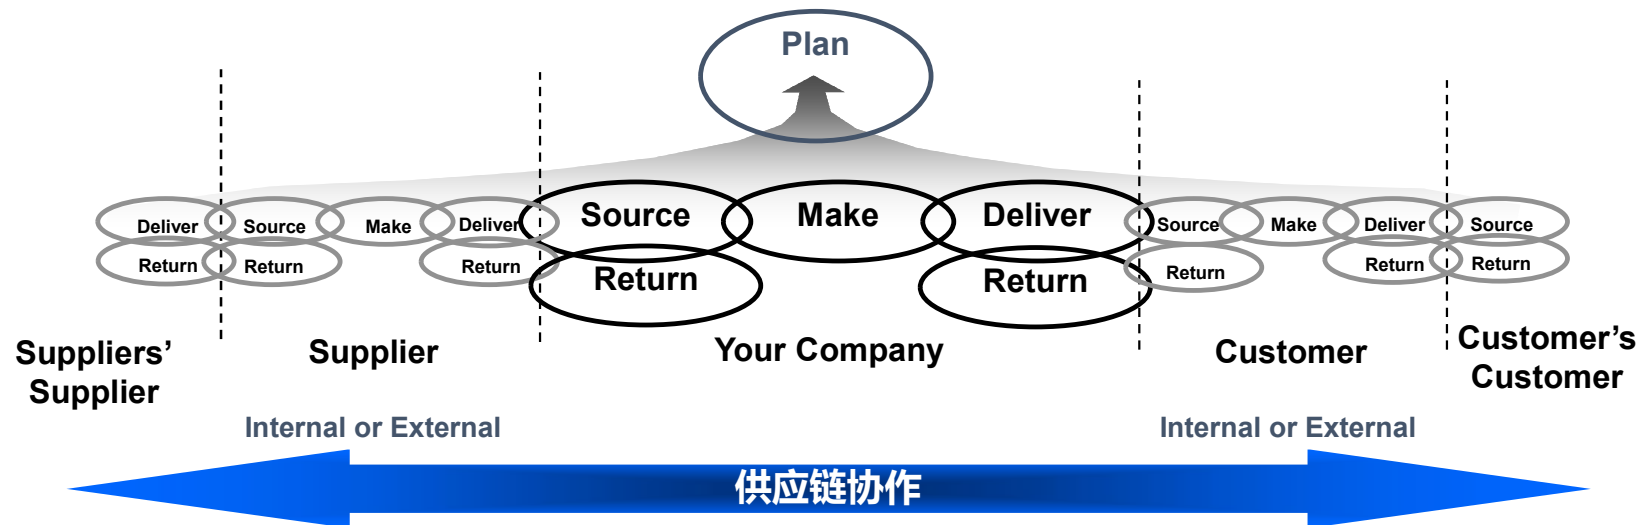 Plan
Deliver
Source
Make
Deliver
Source
Make
Deliver
Source
Make
Deliver
Source
Return
Return
Return
Return
Return
Return
Return
Return
Suppliers’
Supplier
Supplier
Your Company
Customer
Customer’s
Customer
Internal or External
Internal or External
供应链协作